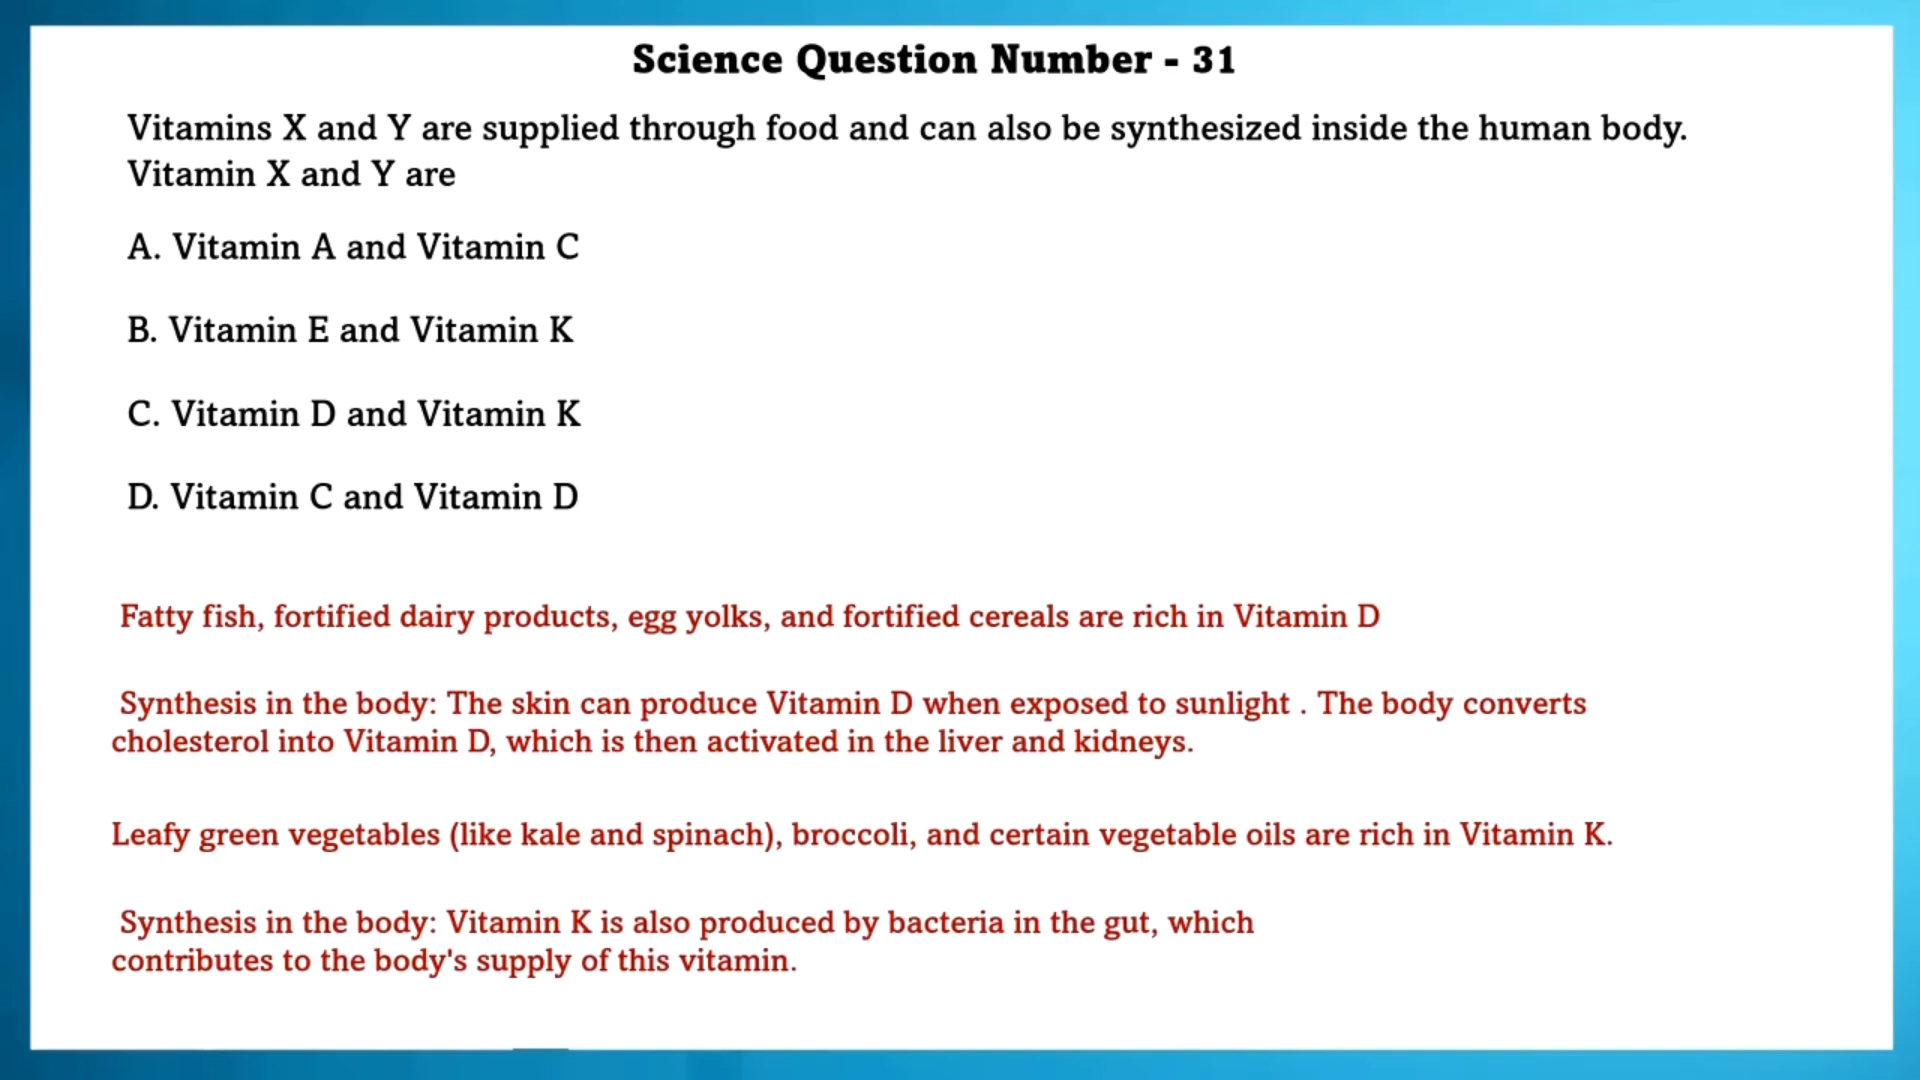 Science Question Number - 31
Vitamins X and Y are supplied through food and can also be synthesized inside the human body.
Vitamin X and Y are
A. Vitamin A and Vitamin C
B. Vitamin E and Vitamin K
C. Vitamin D and Vitamin K
D. Vitamin C and Vitamin D
Fatty fish, fortified dairy products, egg yolks, and fortified cereals are rich in Vitamin D
Synthesis in the body: The skin can produce Vitamin D when exposed to sunlight . The body converts
cholesterol into Vitamin D, which is then activated in the liver and kidneys.
Leafy green vegetables (like kale and spinach), broccoli, and certain vegetable oils are rich in Vitamin K.
Synthesis in the body: Vitamin K is also produced by bacteria in the gut, which
contributes to the body's supply of this vitamin.